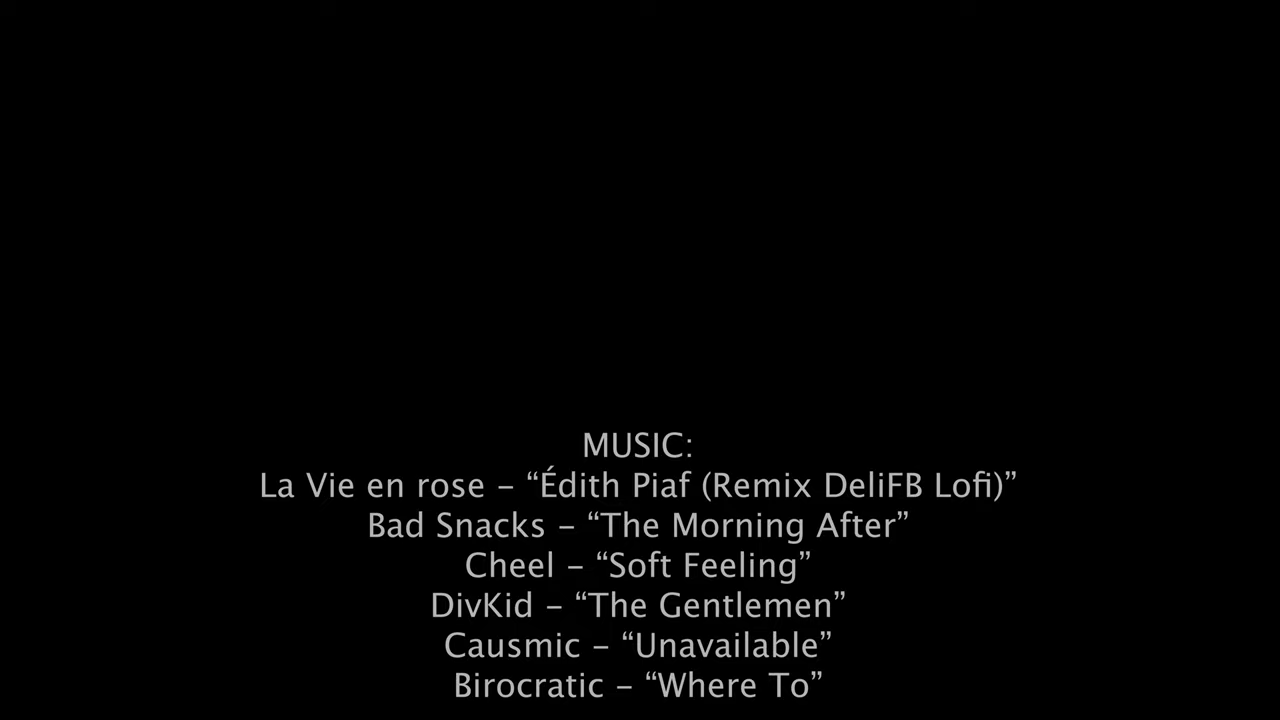 MUSIC:
La Vie en rose – “Édith Piaf (Remix DeliFB Lofi)”
Bad Snacks – “The Morning After”
Cheel – “Soft Feeling”
DivKid – “The Gentlemen”
Causmic – “Unavailable”
Birocratic – “Where To”